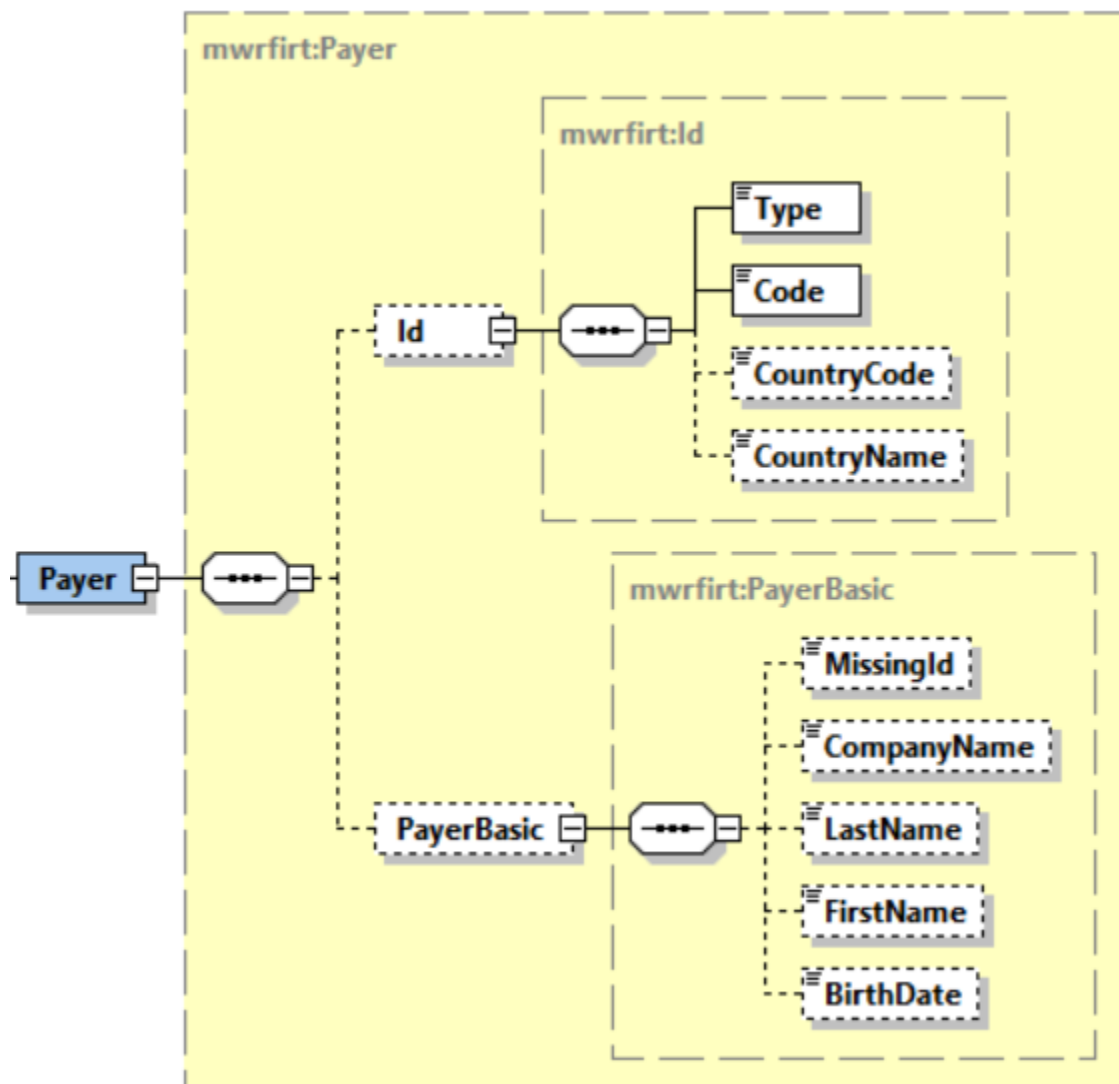 mwrfirt:Payer
mwrfirt:Id
Type
Code
Id
CountryCode
CountryName
Payer
mwrfirt:PayerBasic
MissingId
CompanyName
PayerBasic
LastName
FirstName
BirthDate